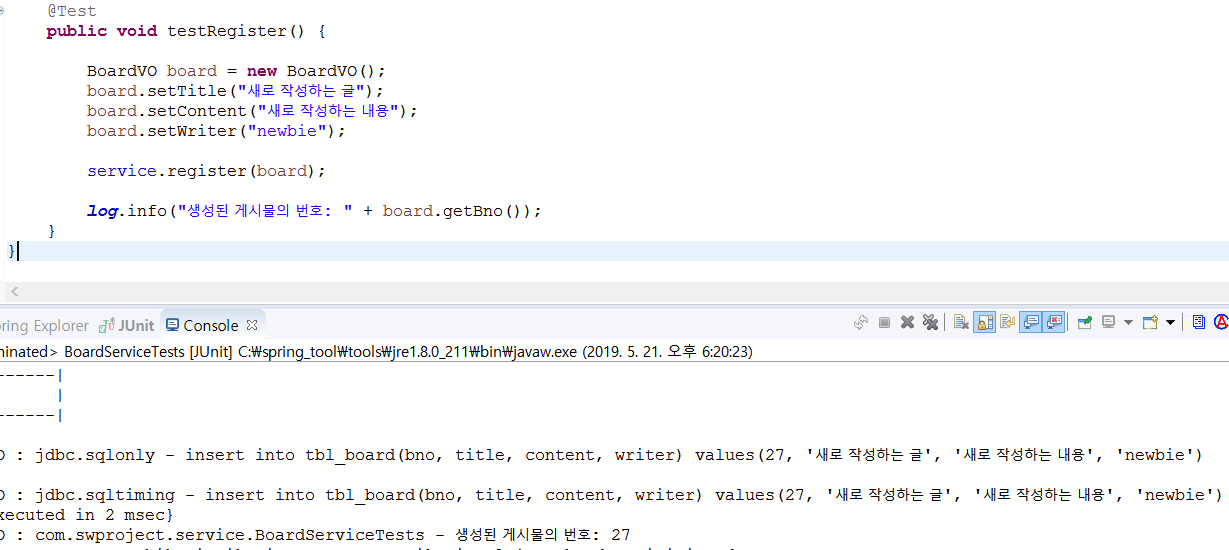 @Test
public void testRegister() {
BoardVO board = new BoardVO();
board.setTitle("새로 작성하는 글");
board.setContent("새로 작성하는 내용");
board.setWriter("newbie");
service.register(board);
log.info("생성된 게시물의 번호: " + board.getBno());
}
}
ring Explorer JUnit Console
minated> BoardServiceTests [JUnit] C:\spring_tool\tools\jre1.8.0_211\bin\javaw.exe (2019. 5. 21. 오후 6:20:23)
------|
|
------|
O : jdbc.sqlonly - insert into tbl_board(bno, title, content, writer) values(27, '새로 작성하는 글', '새로 작성하는 내용', 'newbie')
O : jdbc.sqltiming - insert into tbl_board(bno, title, content, writer) values(27, '새로 작성하는 글', '새로 작성하는 내용', 'newbie')
xecuted in 2 msec}
O : com.swproject.service.BoardServiceTests - 생성된 게시물의 번호: 27